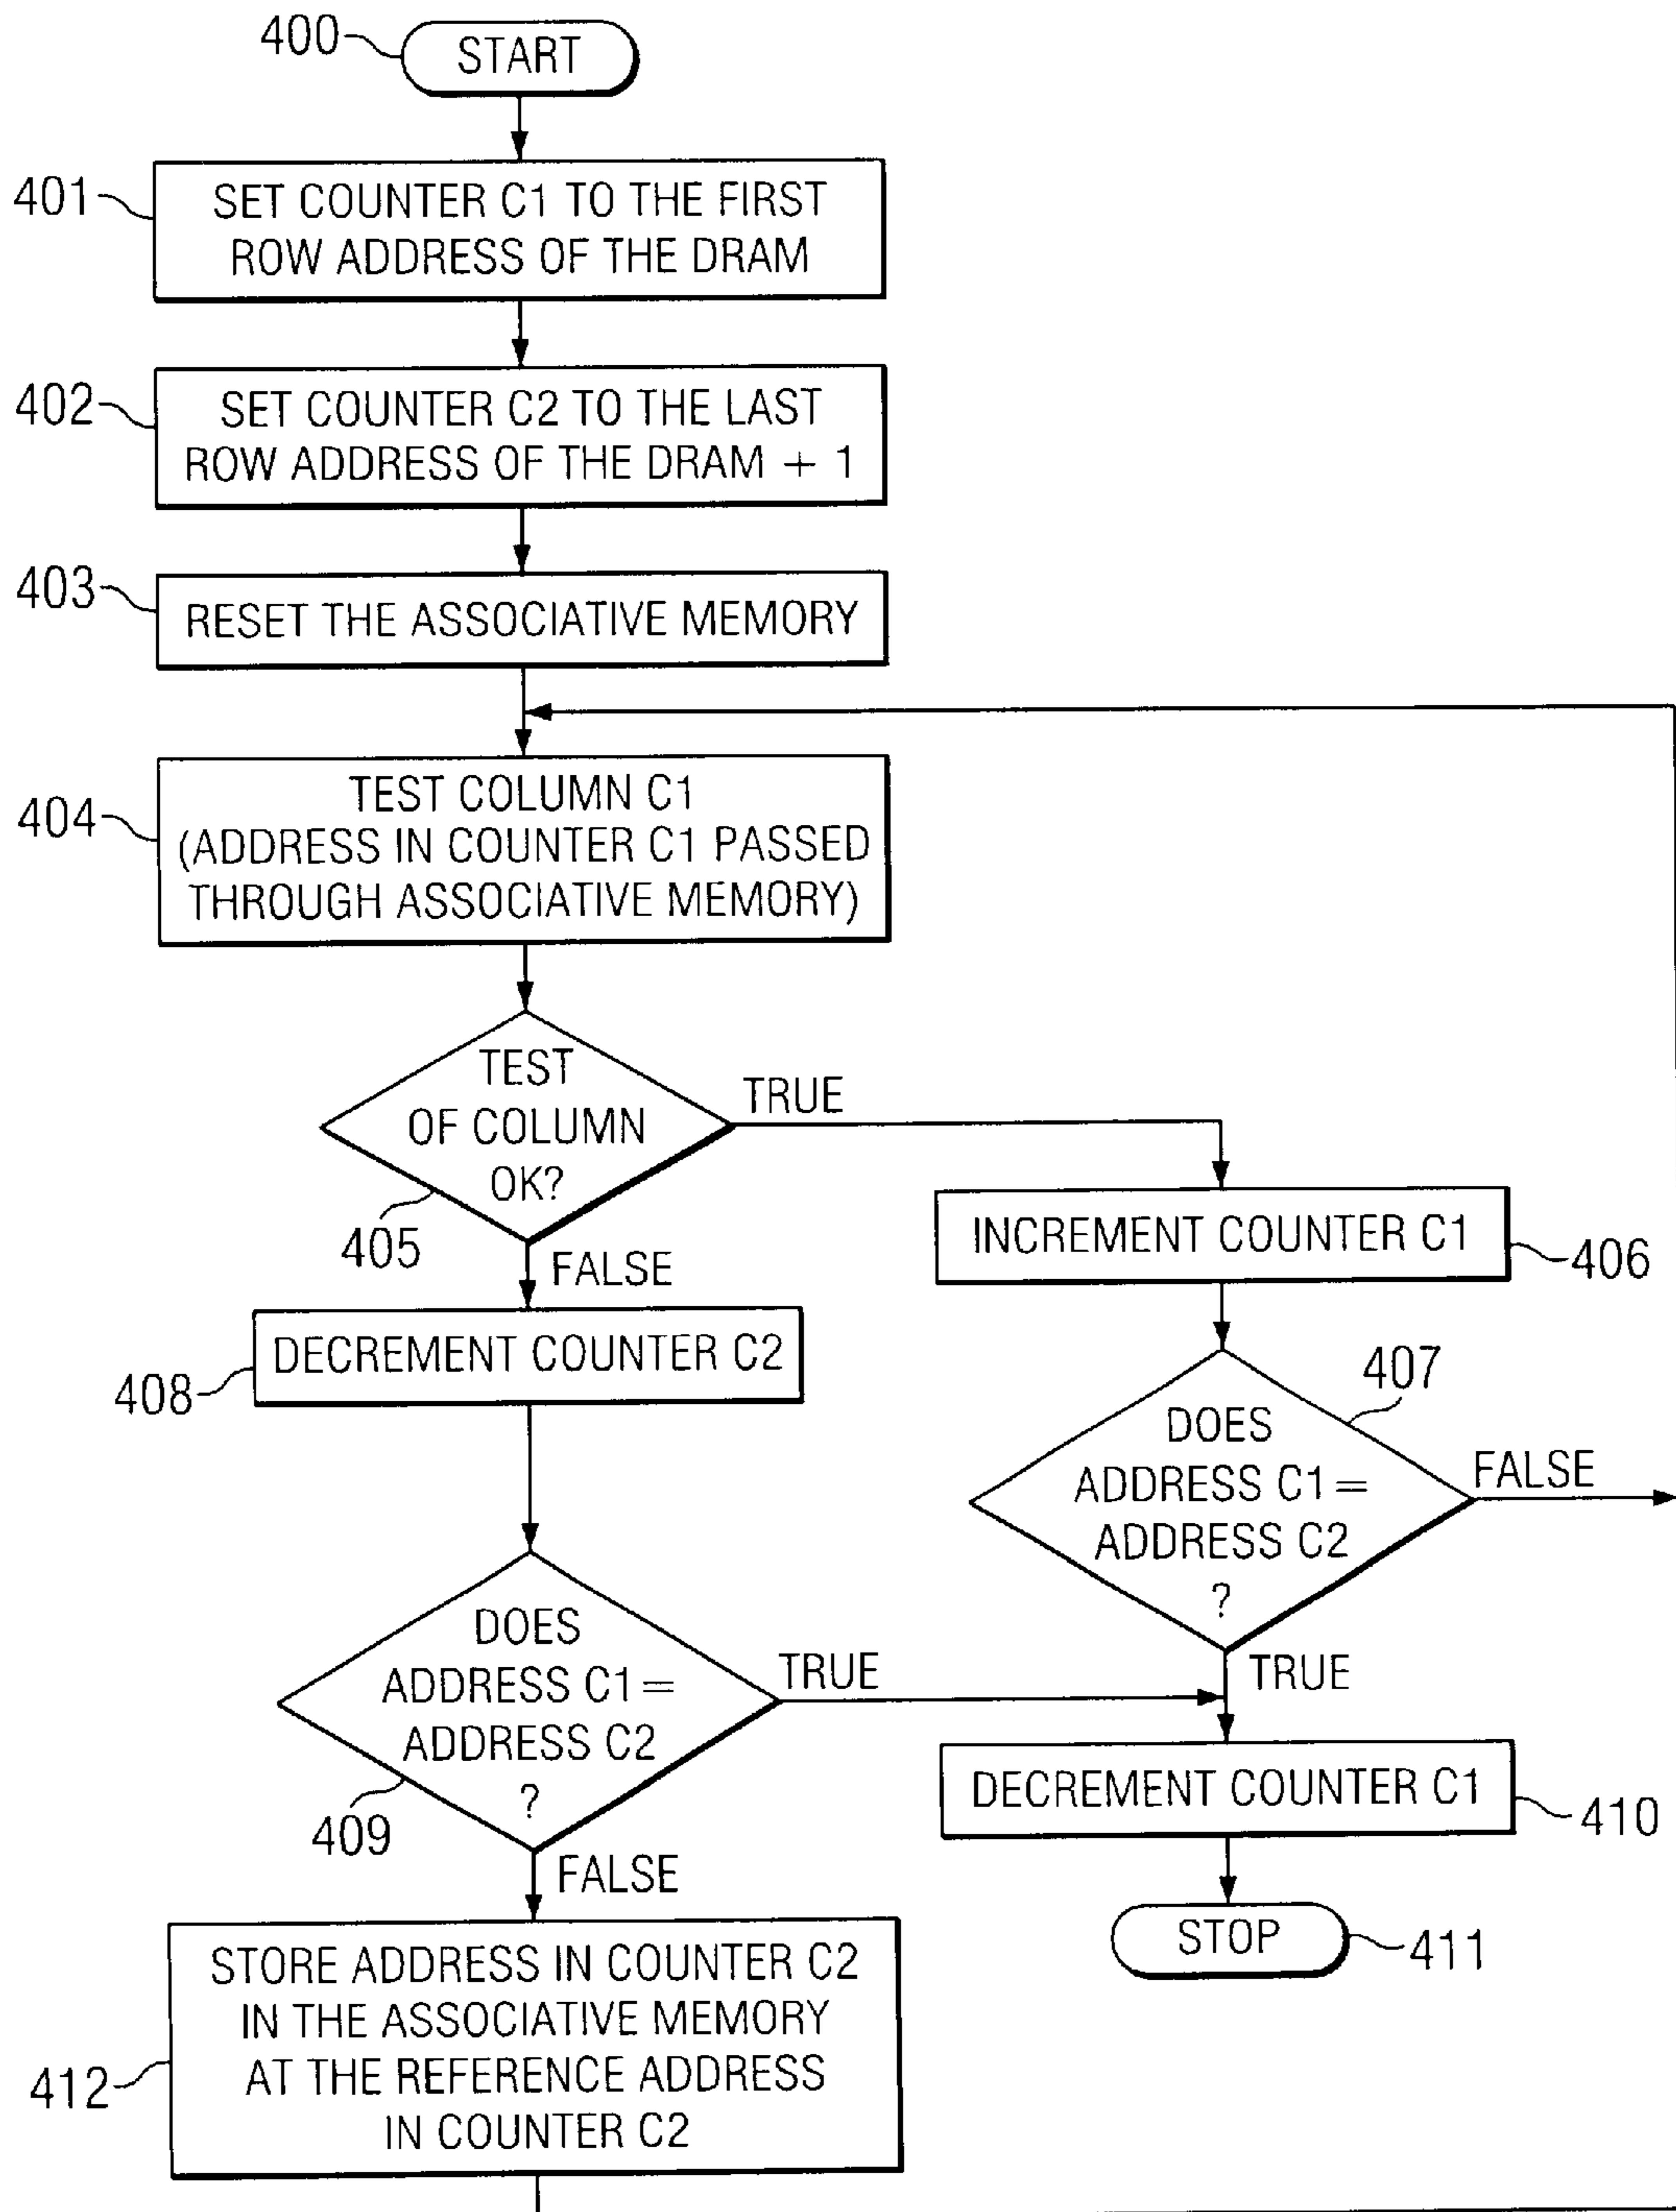 400
START
401
SET COUNTER C1 TO THE FIRST
ROW ADDRESS OF THE DRAM
402
SET COUNTER C2 TO THE LAST
ROW ADDRESS OF THE DRAM + 1
403
RESET THE ASSOCIATIVE MEMORY
404
TEST COLUMN C1
(ADDRESS IN COUNTER C1 PASSED
THROUGH ASSOCIATIVE MEMORY)
TEST
OF COLUMN
OK?
405
TRUE
FALSE
INCREMENT COUNTER C1
406
DECREMENT COUNTER C2
408
407
DOES
ADDRESS C1 =
ADDRESS C2
?
FALSE
TRUE
DOES
ADDRESS C1 =
ADDRESS C2
?
409
TRUE
FALSE
DECREMENT COUNTER C1
410
STOP
411
412
STORE ADDRESS IN COUNTER C2
IN THE ASSOCIATIVE MEMORY
AT THE REFERENCE ADDRESS
IN COUNTER C2